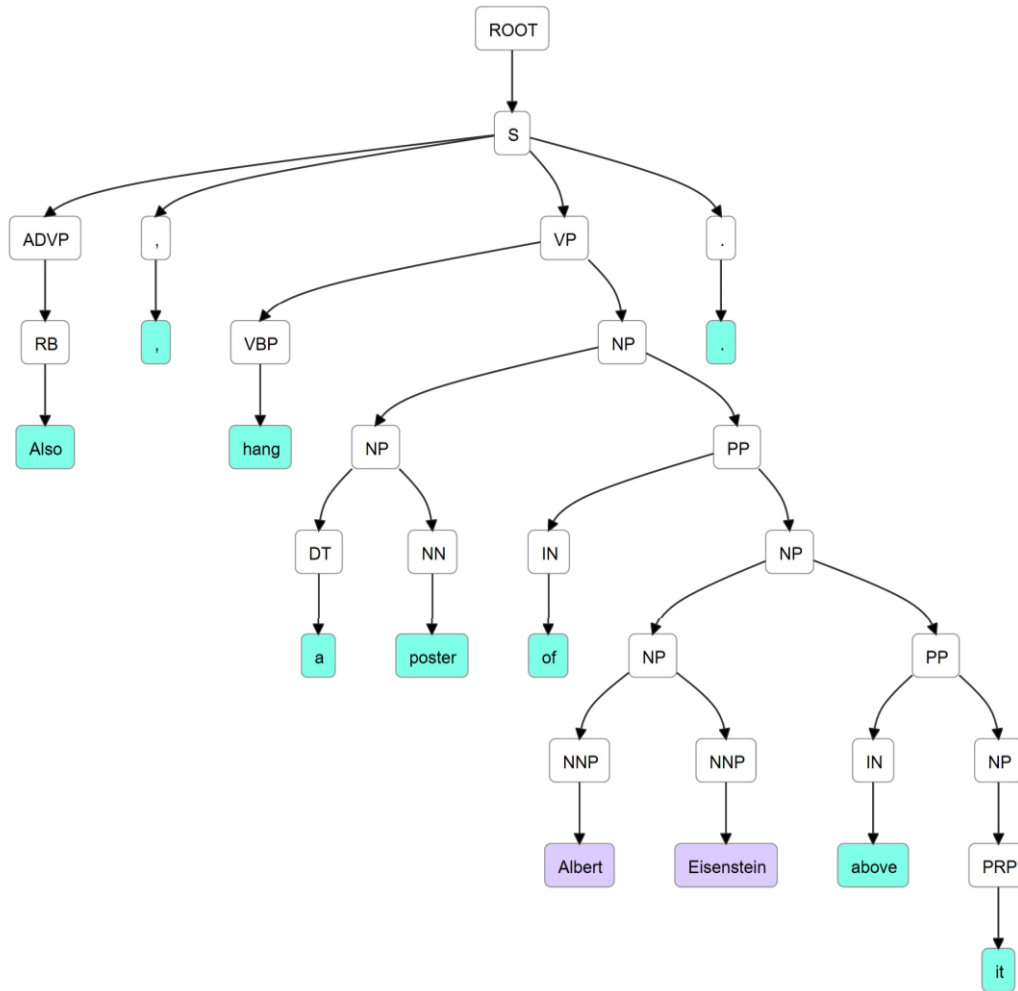 ROOT
S
ADVP , VP .
RB , VBP NP .
Also hang NP PP
DT NN IN NP
a poster of NP PP
NNP NNP IN NP
Albert Eisenstein above PRP
it